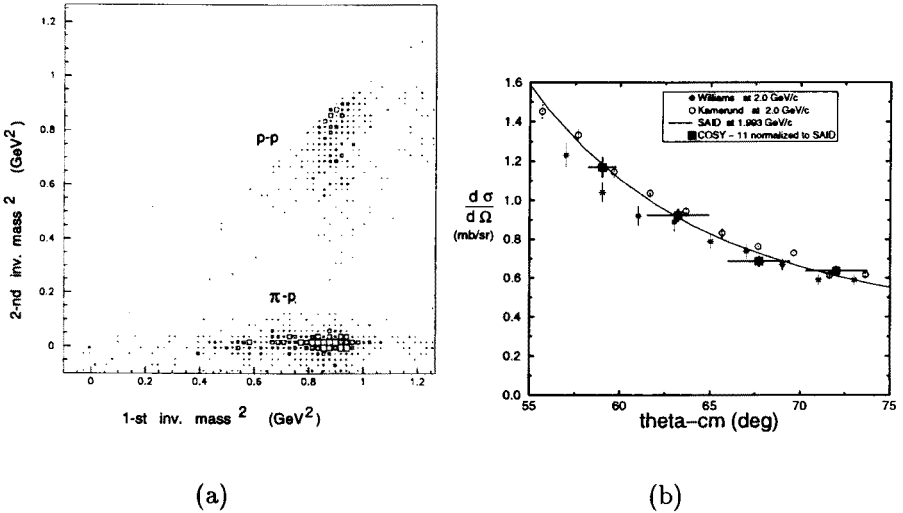 1.2
1
0.8
0.6
0.4
0.2
0
2-nd inv. mass 2 (GeV2)
p-p
π-p
0 0.2 0.4 0.6 0.8 1 1.2
1-st inv. mass 2 (GeV2)
(a)
1.6
1.4
1.2
1.0
0.8
0.6
0.4
0.2
0.0
d σ
d Ω
(mb/sr)
Williams at 2.0 GeV/c
Kamerund at 2.0 GeV/c
SAID at 1.993 GeV/c
COSY – 11 normalized to SAID
55 60 65 70 75
theta–cm (deg)
(b)